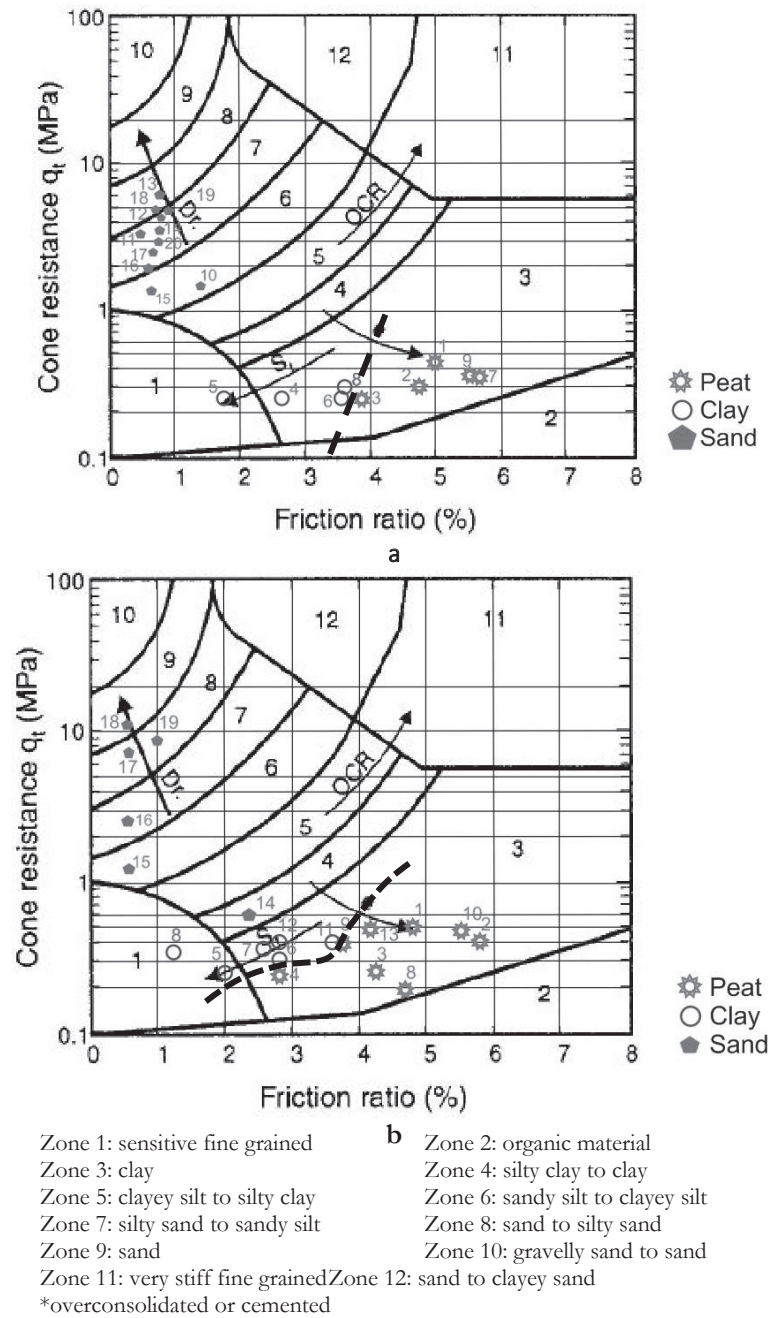 100
10
1
0.1
Cone resistance qt (MPa)
10
9
8
7
6
5
4
3
2
1
12
11
Dr.
OCR
St
13
18
19
12
11
20
17
16
15
10
5
4
8
6
3
2
1
9
7
0 1 2 3 4 5 6 7 8
Friction ratio (%)
Peat
Clay
Sand
a
100
10
1
0.1
Cone resistance qt (MPa)
10
9
8
7
6
5
4
3
2
1
12
11
Dr.
OCR
18
19
17
16
15
14
12
11
9
13
1
10
2
8
7
5
6
4
3
8
0 1 2 3 4 5 6 7 8
Friction ratio (%)
Peat
Clay
Sand
b
Zone 1: sensitive fine grained Zone 2: organic material
Zone 3: clay Zone 4: silty clay to clay
Zone 5: clayey silt to silty clay Zone 6: sandy silt to clayey silt
Zone 7: silty sand to sandy silt Zone 8: sand to silty sand
Zone 9: sand Zone 10: gravelly sand to sand
Zone 11: very stiff fine grainedZone 12: sand to clayey sand
*overconsolidated or cemented